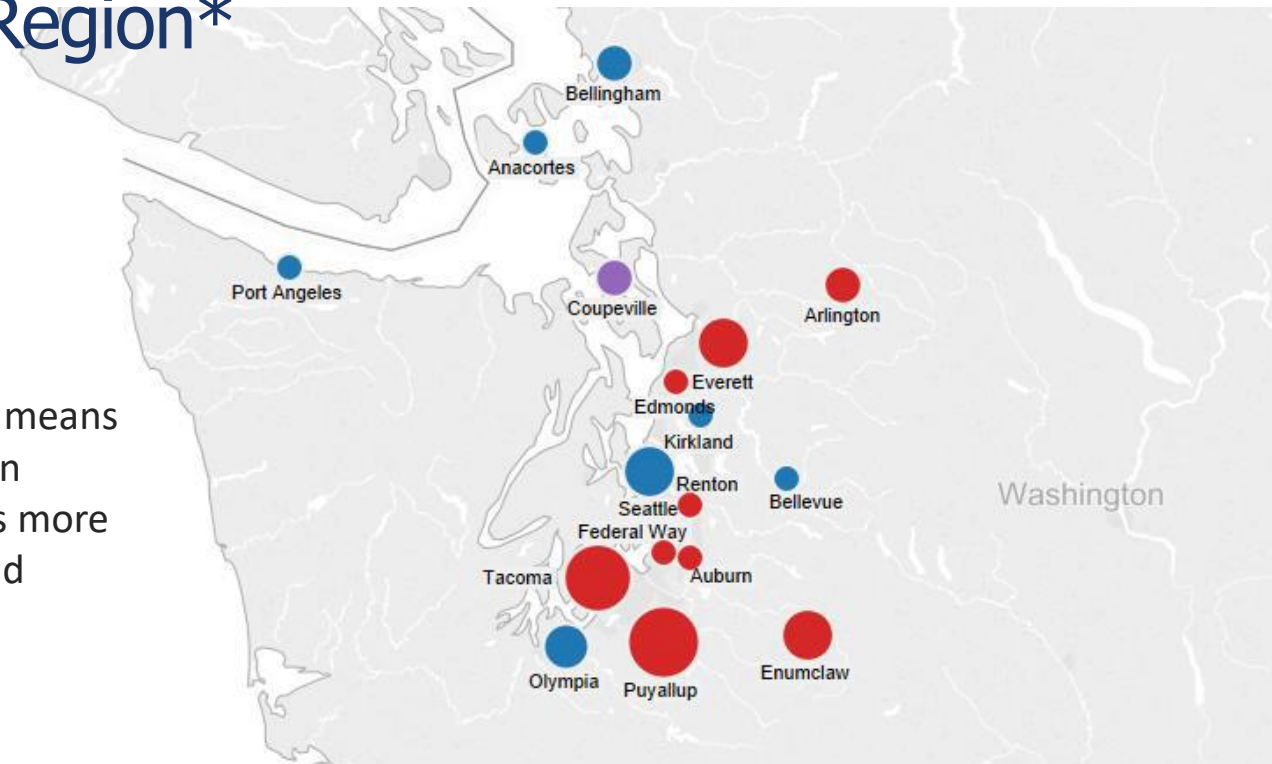 Region*
Bellingham
Anacortes
Port Angeles
Coupeville
Arlington
Everett
Edmonds
means
Kirkland
n
Renton
Bellevue
Washington
Seattle
s more
Federal Way
d
Tacoma
Auburn
Enumclaw
Olympia
Puyallup